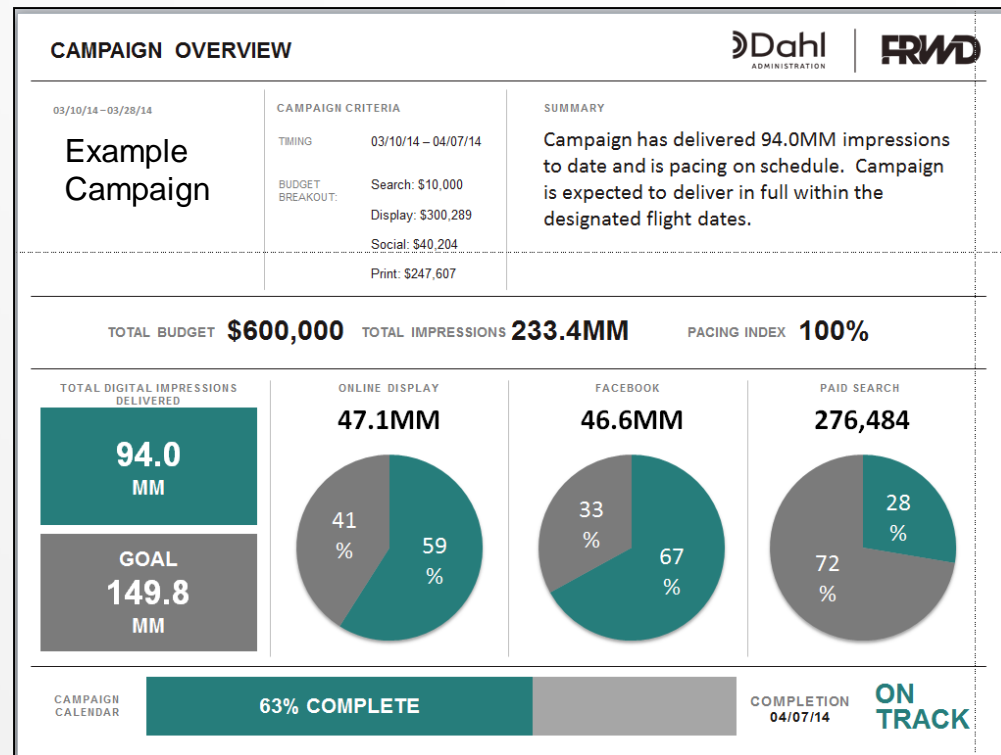 CAMPAIGN OVERVIEW
Dahl
ADMINISTRATION
FRWD
03/10/14–03/28/14
Example
Campaign
CAMPAIGN CRITERIA
TIMING 03/10/14 – 04/07/14
BUDGET
BREAKOUT:
Search: $10,000
Display: $300,289
Social: $40,204
Print: $247,607
SUMMARY
Campaign has delivered 94.0MM impressions
to date and is pacing on schedule. Campaign
is expected to deliver in full within the
designated flight dates.
TOTAL BUDGET $600,000 TOTAL IMPRESSIONS 233.4MM PACING INDEX 100%
TOTAL DIGITAL IMPRESSIONS
DELIVERED
94.0
MM
GOAL
149.8
MM
ONLINE DISPLAY
47.1MM
41
%
59
%
FACEBOOK
46.6MM
33
%
67
%
PAID SEARCH
276,484
28
%
72
%
CAMPAIGN
CALENDAR
63% COMPLETE
COMPLETION
04/07/14
ON
TRACK